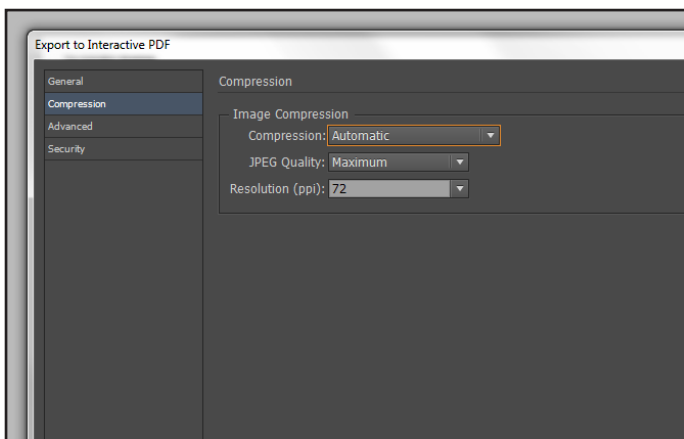 Export to Interactive PDF
General
Compression
Advanced
Security
Compression
Image Compression
Compression: Automatic
JPEG Quality: Maximum
Resolution (ppi): 72